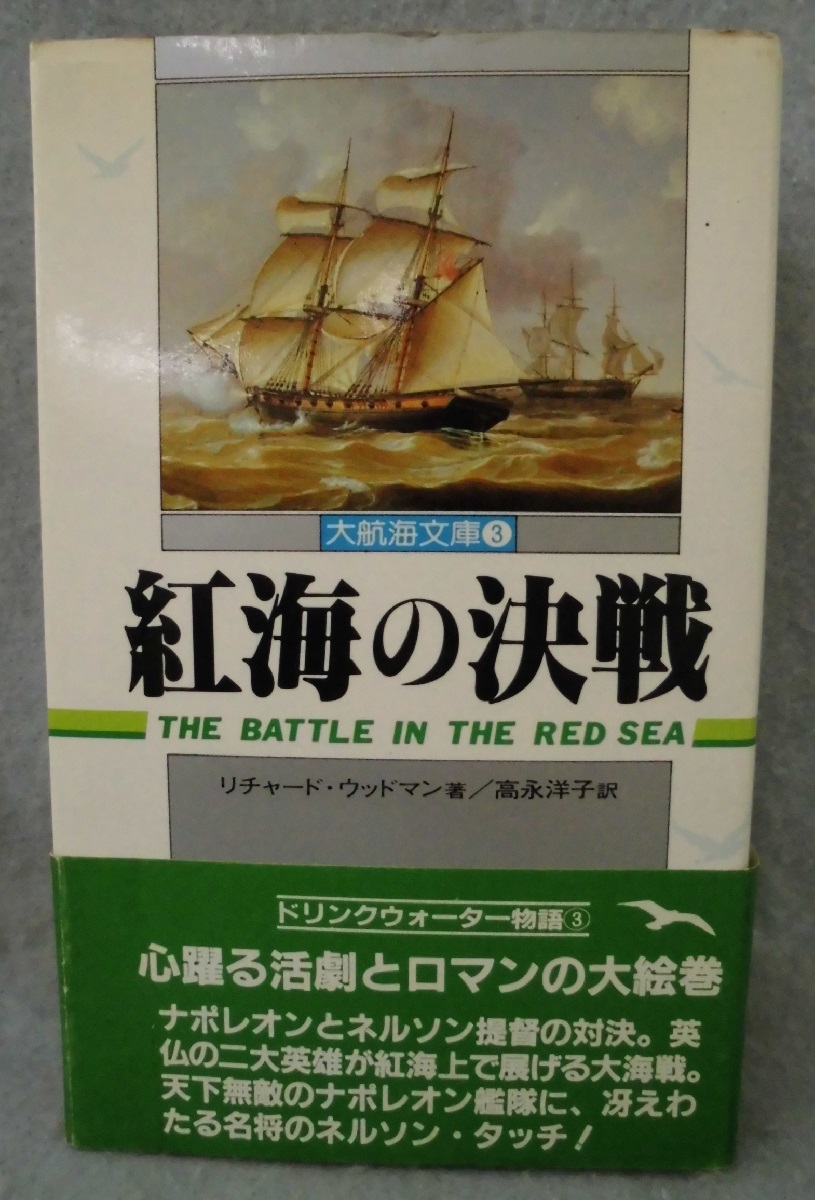 大航海文庫❸
紅海の決戦
THE BATTLE IN THE RED SEA
リチャード・ウッドマン著／高永洋子訳
ドリンクウォーター物語③
心躍る活劇とロマンの大絵巻
ナポレオンとネルソン提督の対決。英
仏の二大英雄が紅海上で展げる大海戦。
天下無敵のナポレオン艦隊に、冴えわ
たる名将のネルソン・タッチ！